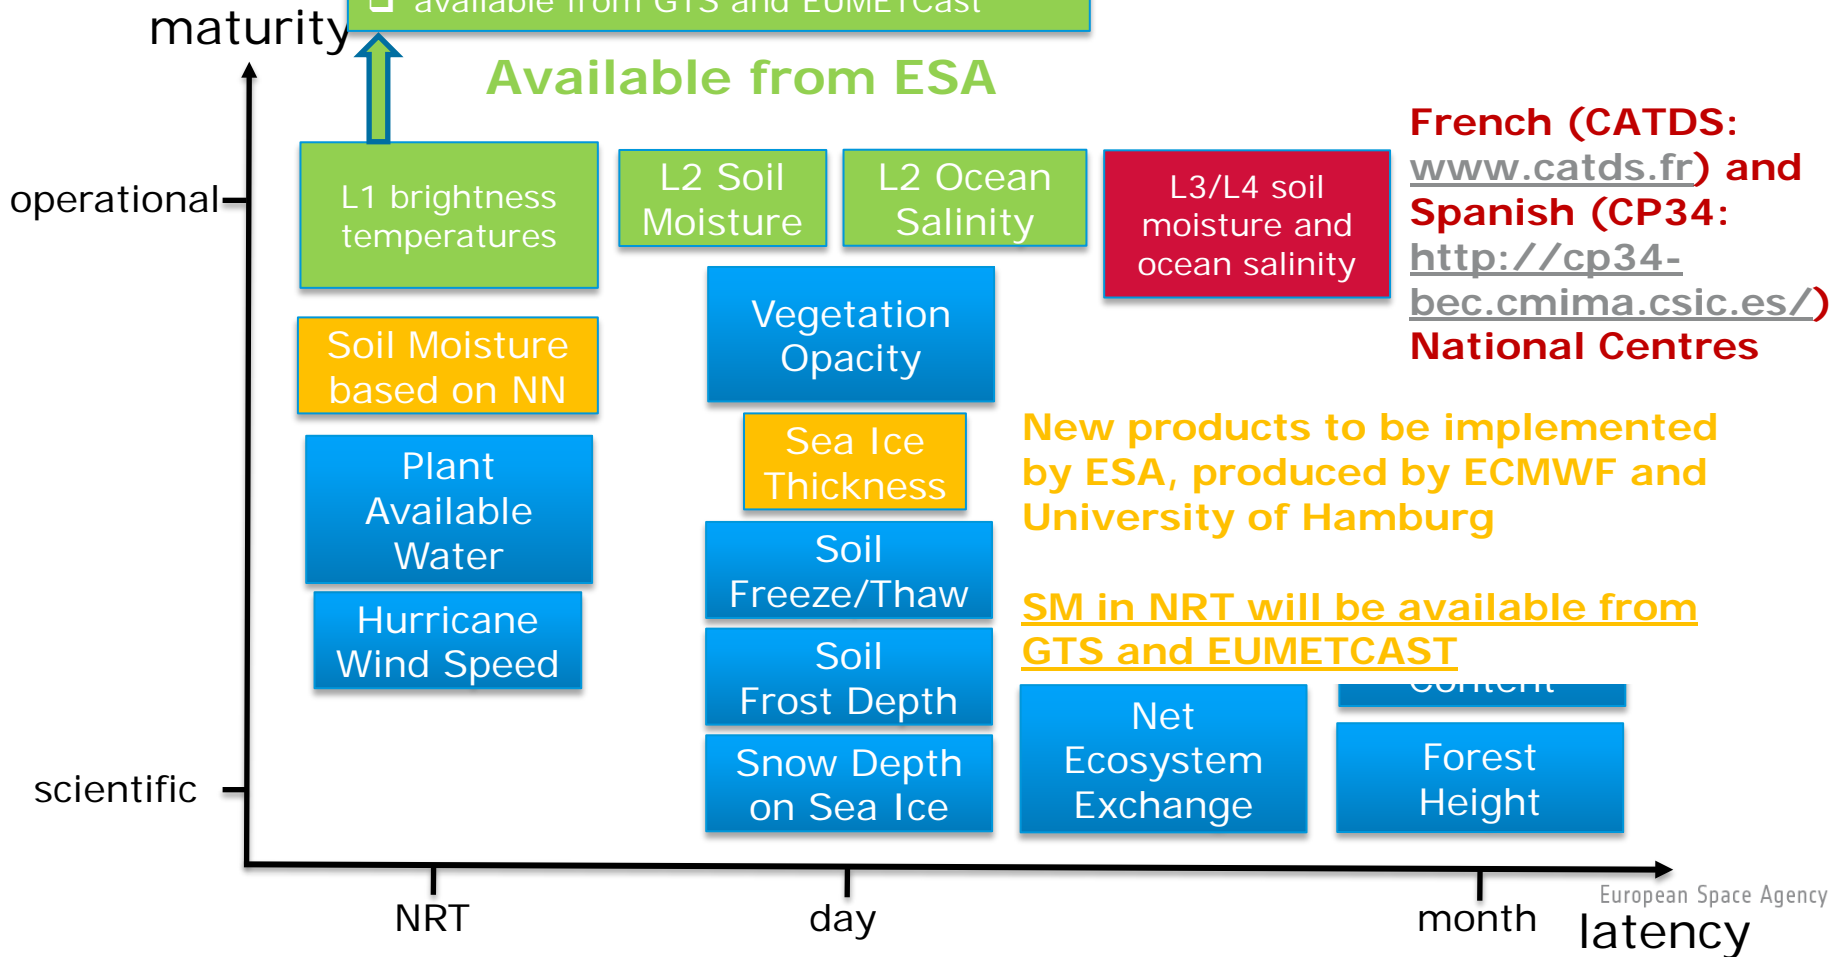 available from GTS and EUMETCast
maturity
Available from ESA
operational
L1 brightness
temperatures
L2 Soil
Moisture
L2 Ocean
Salinity
L3/L4 soil
moisture and
ocean salinity
French (CATDS:
www.catds.fr) and
Spanish (CP34:
http://cp34-
bec.cmima.csic.es/)
National Centres
Soil Moisture
based on NN
Vegetation
Opacity
Plant
Available
Water
Sea Ice
Thickness
New products to be implemented
by ESA, produced by ECMWF and
University of Hamburg
Hurricane
Wind Speed
Soil
Freeze/Thaw
SM in NRT will be available from
GTS and EUMETCAST
Soil
Frost Depth
Content
scientific
Snow Depth
on Sea Ice
Net
Ecosystem
Exchange
Forest
Height
NRT
day
month
European Space Agency
latency